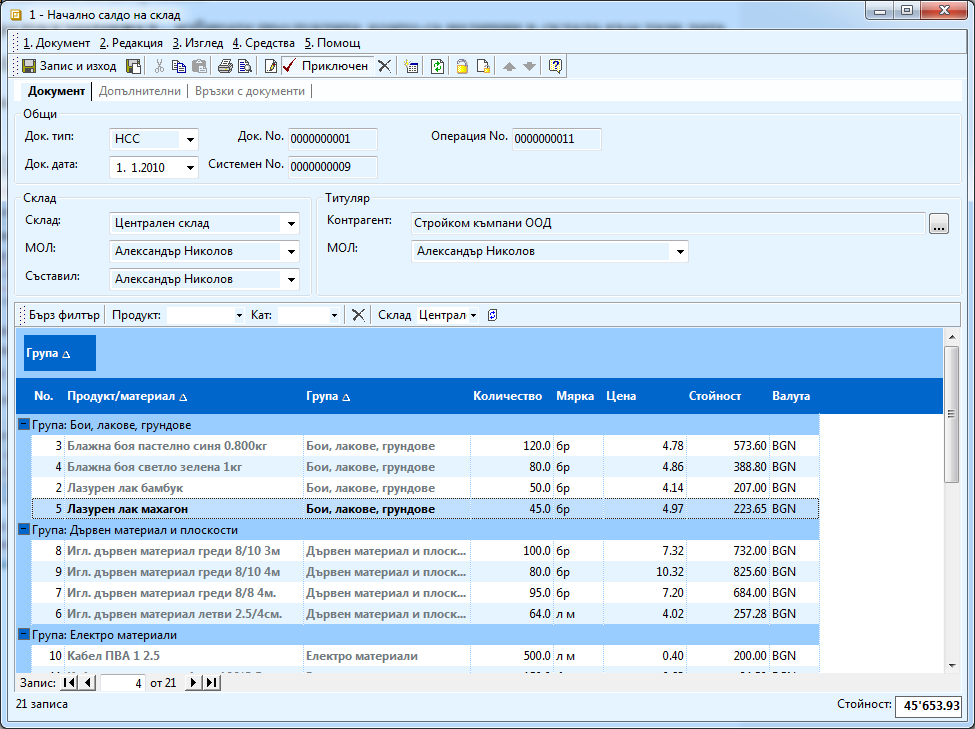 1 - Начално салдо на склад
1. Документ 2. Редакция 3. Изглед 4. Средства 5. Помощ
Запис и изход Приключен
Документ Допълнителни Връзки с документи
Общи
Док. тип: НСС Док. No. 0000000001 Операция No. 0000000011
Док. дата: 1. 1.2010 Системен No. 0000000009
Склад Титуляр
Склад: Централен склад Контрагент: Стройком къмпани ООД ...
МОЛ: Александър Николов МОЛ: Александър Николов
Съставил: Александър Николов
Бърз филтър Продукт: Кат: Склад Централ
Група
No. Продукт/материал Група Количество Мярка Цена Стойност Валута
Група: Бои, лакове, грундове
3 Блажна боя пастелно синя 0.800кг Бои, лакове, грундове 120.0 бр 4.78 573.60 BGN
4 Блажна боя светло зелена 1кг Бои, лакове, грундове 80.0 бр 4.86 388.80 BGN
2 Лазурен лак бамбук Бои, лакове, грундове 50.0 бр 4.14 207.00 BGN
5 Лазурен лак махагон Бои, лакове, грундове 45.0 бр 4.97 223.65 BGN
Група: Дървен материал и плоскости
8 Игл. дървен материал греди 8/10 3м Дървен материал и плоск... 100.0 бр 7.32 732.00 BGN
9 Игл. дървен материал греди 8/10 4м Дървен материал и плоск... 80.0 бр 10.32 825.60 BGN
7 Игл. дървен материал греди 8/8 4м. Дървен материал и плоск... 95.0 бр 7.20 684.00 BGN
6 Игл. дървен материал летви 2.5/4см. Дървен материал и плоск... 64.0 л м 4.02 257.28 BGN
Група: Електро материали
10 Кабел ПВА 1 2.5 Електро материали 500.0 л м 0.40 200.00 BGN
Запис: 4 от 21
21 записа Стойност: 45'653.93